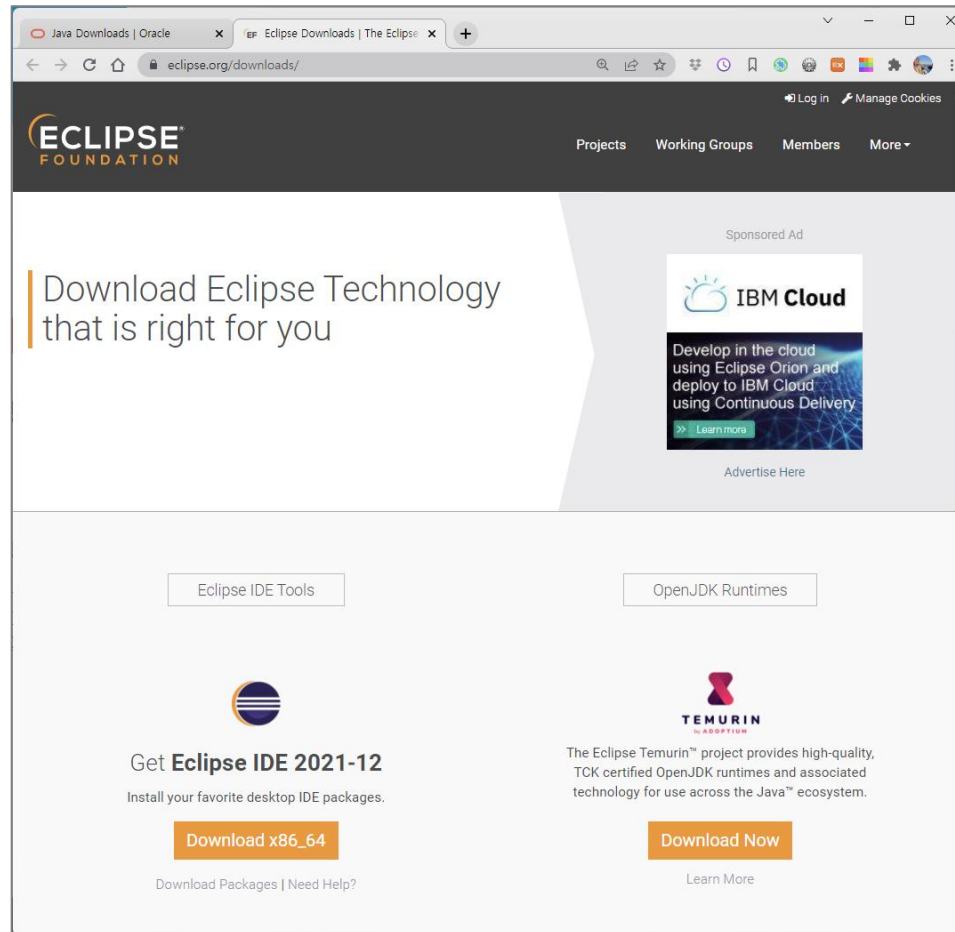 Java Downloads | Oracle
EF Eclipse Downloads | The Eclipse
eclipse.org/downloads/
Log in Manage Cookies
ECLIPSE®
FOUNDATION
Projects Working Groups Members More
Sponsored Ad
Download Eclipse Technology
that is right for you
IBM Cloud
Develop in the cloud
using Eclipse Orion and
deploy to IBM Cloud
using Continuous Delivery
>> Learn more
Advertise Here
Eclipse IDE Tools
OpenJDK Runtimes
Get Eclipse IDE 2021-12
Install your favorite desktop IDE packages.
Download x86_64
Download Packages | Need Help?
TEMURIN
by ADOPTIUM
The Eclipse Temurin™ project provides high-quality,
TCK certified OpenJDK runtimes and associated
technology for use across the Java™ ecosystem.
Download Now
Learn More